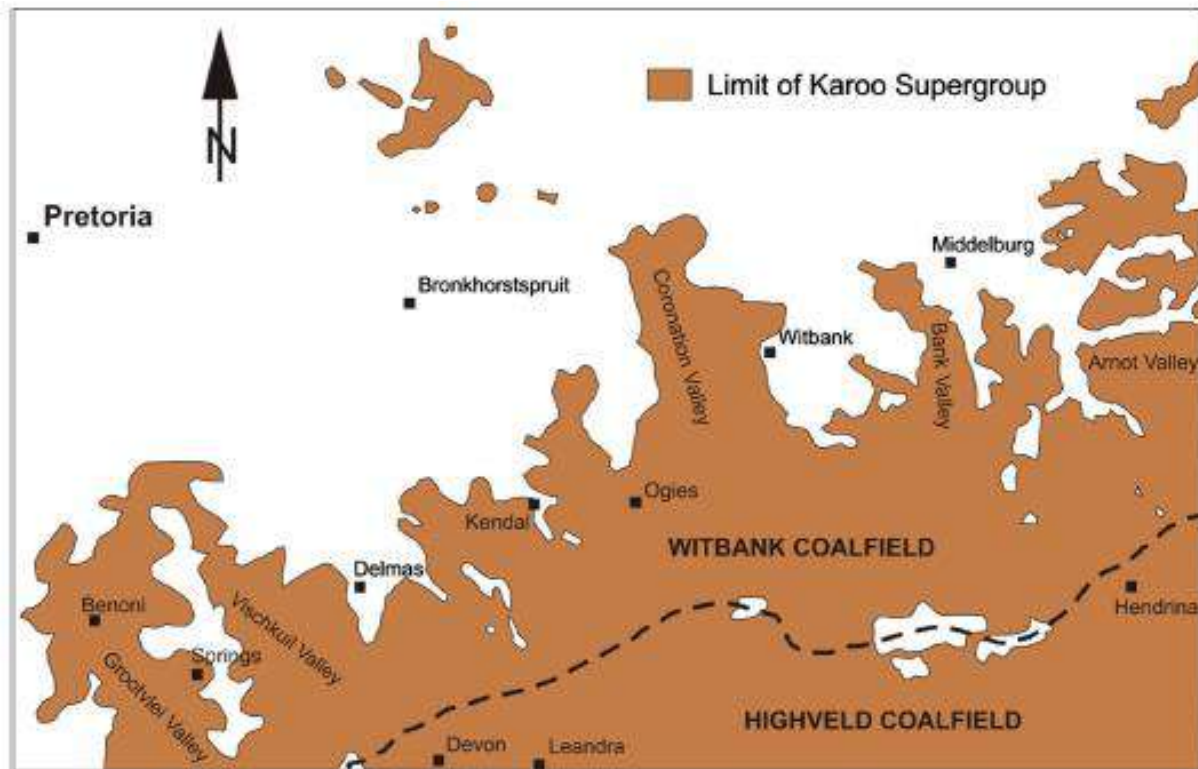 Limit of Karoo Supergroup
N
Pretoria
Middelburg
Bronkhorstspruit
Coronation Valley
Witbank
Bank Valley
Arnot Valley
Ogies
Kendal
WITBANK COALFIELD
Delmas
Hendrina
Benoni
Vischkuil Valley
Springs
Grootvlei Valley
HIGHVELD COALFIELD
Devon
Leandra